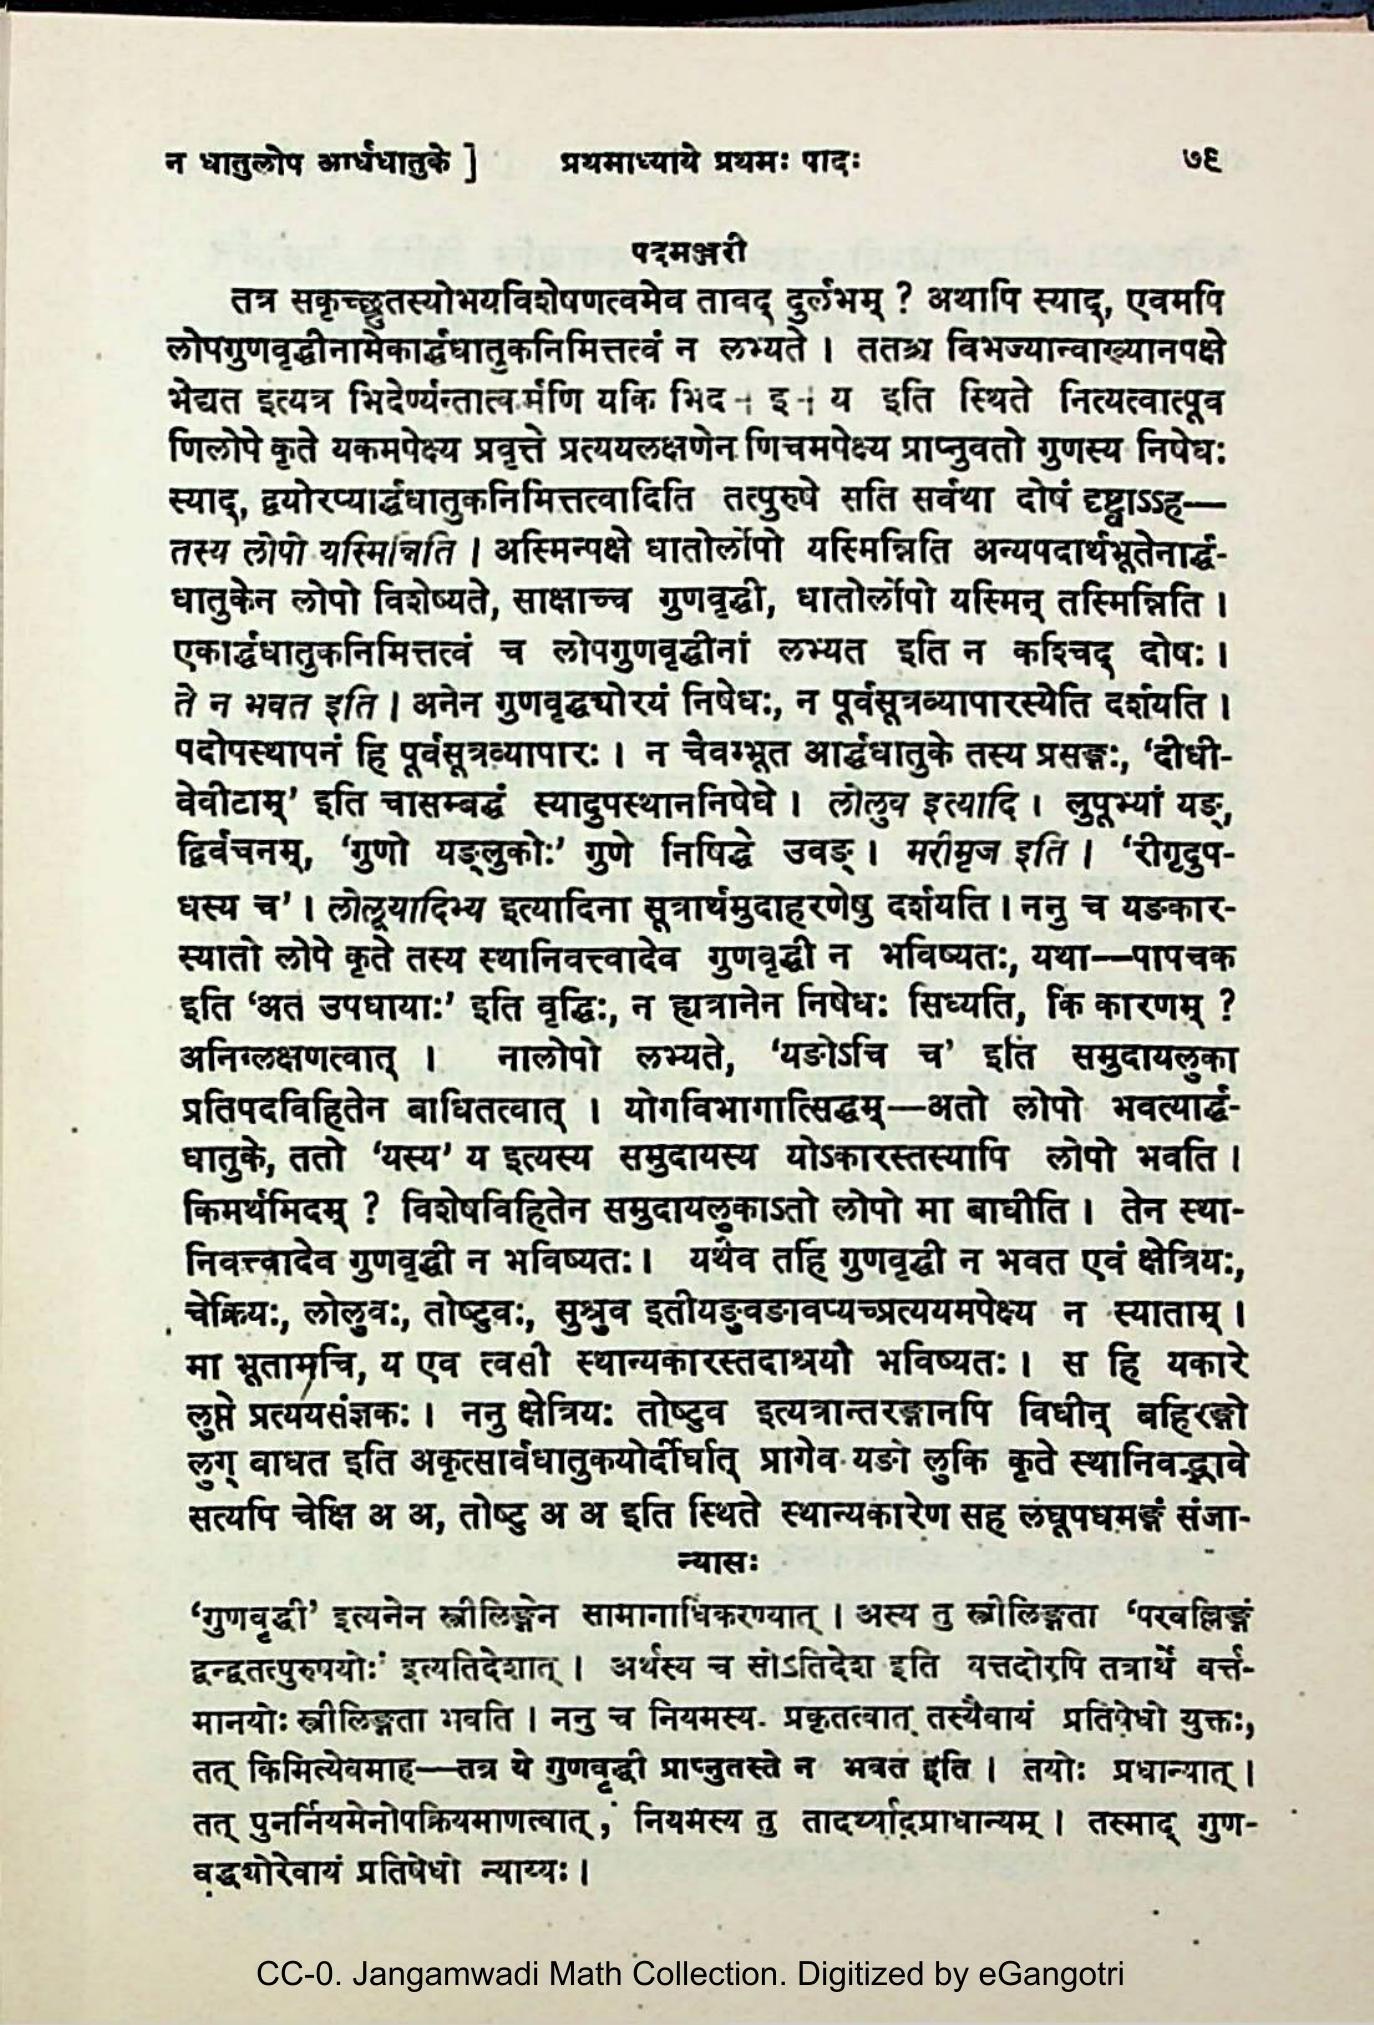 न धातुलोप आर्धधातुके ] प्रथमाध्याये प्रथमः पादः ७९
पदमञ्जरी
तत्र सकृच्छ्रुतस्योभयविशेषणत्वमेव तावद् दुर्लभम् ? अथापि स्याद्, एवमपि
लोपगुणवृद्धीनामेकार्द्धधातुकनिमित्तत्वं न लभ्यते । ततश्च विभज्यान्वाख्यानपक्षे
भेद्यत इत्यत्र भिदेर्ण्यन्तात्कर्मणि यकि भिद + इ + य इति स्थिते नित्यत्वात्पूव
णिलोपे कृते यकमपेक्ष्य प्रवृत्ते प्रत्ययलक्षणेन णिचमपेक्ष्य प्राप्नुवतो गुणस्य निषेधः
स्याद्, द्वयोरप्यार्द्धधातुकनिमित्तत्वादिति तत्पुरुषे सति सर्वथा दोषं दृष्ट्वाऽऽह—
तस्य लोपो यस्मिन्निति । अस्मिन्पक्षे धातोर्लोपो यस्मिन्निति अन्यपदार्थभूतेनार्द्ध-
धातुकेन लोपो विशेष्यते, साक्षाच्च गुणवृद्धी, धातोर्लोपो यस्मिन् तस्मिन्निति ।
एकार्द्धधातुकनिमित्तत्वं च लोपगुणवृद्धीनां लभ्यत इति न कश्चिद् दोषः ।
ते न भवत इति । अनेन गुणवृद्ध्योरयं निषेधः, न पूर्वसूत्रव्यापारस्येति दर्शयति ।
पदोपस्थापनं हि पूर्वसूत्रव्यापारः । न चैवम्भूत आर्द्धधातुके तस्य प्रसङ्गः, ‘दीधी-
वेवीटाम्’ इति चासम्बद्धं स्यादुपस्थाननिषेधे । लोलुव इत्यादि । लुपूभ्यां यङ्,
द्विर्वचनम्, ‘गुणो यङ्लुकोः’ गुणे निषिद्धे उवङ् । मरीमृज इति । ‘रीगृदुप-
धस्य च’ । लोलूयादिभ्य इत्यादिना सूत्रार्थमुदाहरणेषु दर्शयति । ननु च यङकार-
स्यातो लोपे कृते तस्य स्थानिवत्त्वादेव गुणवृद्धी न भविष्यतः, यथा—पापचक
इति ‘अत उपधायाः’ इति वृद्धिः, न ह्यत्रानेन निषेधः सिध्यति, कि कारणम् ?
अनिग्लक्षणत्वात् । नालोपो लभ्यते, ‘यङोऽचि च’ इति समुदायलुका
प्रतिपदविहितेन बाधितत्वात् । योगविभागात्सिद्धम्—अतो लोपो भवत्यार्द्ध-
धातुके, ततो ‘यस्य’ य इत्यस्य समुदायस्य योऽकारस्तस्यापि लोपो भवति ।
किमर्थमिदम् ? विशेषविहितेन समुदायलुकाऽतो लोपो मा बाधीति । तेन स्था-
निवत्त्वादेव गुणवृद्धी न भविष्यतः । यथैव तर्हि गुणवृद्धी न भवत एवं क्षेत्रियः,
चेक्रियः, लोलुवः, तोष्टुवः, सुश्रुव इतीयङुवङावप्यच्प्रत्ययमपेक्ष्य न स्याताम् ।
मा भूतामचि, य एव त्वसौ स्थान्यकारस्तदाश्रयौ भविष्यतः । स हि यकारे
लुप्ते प्रत्ययसंज्ञकः । ननु क्षेत्रियः तोष्टुव इत्यत्रान्तरङ्गानपि विधीन् बहिरङ्गो
लुग् बाधत इति अकृत्सार्वधातुकयोर्दीर्घात् प्रागेव यङो लुकि कृते स्थानिवद्भावे
सत्यपि चेक्षि अ अ, तोष्टु अ अ इति स्थिते स्थान्यकारेण सह लघूपधमङ्गं संजा-
न्यासः
‘गुणवृद्धी’ इत्यनेन स्त्रीलिङ्गेन सामानाधिकरण्यात् । अस्य तु स्त्रीलिङ्गता ‘परवल्लिङ्गं
द्वन्द्वतत्पुरुषयोः’ इत्यतिदेशात् । अर्थस्य च सोऽतिदेश इति यत्तदोरपि तत्रार्थे वर्त्त-
मानयोः स्त्रीलिङ्गता भवति । ननु च नियमस्य प्रकृतत्वात् तस्यैवायं प्रतिषेधो युक्तः,
तत् किमित्येवमाह—तत्र ये गुणवृद्धी प्राप्नुतस्ते न भवत इति । तयोः प्रधान्यात् ।
तत् पुनर्नियमेनोपक्रियमाणत्वात् ; नियमस्य तु तादर्थ्यादप्राधान्यम् । तस्माद् गुण-
वृद्ध्योरेवायं प्रतिषेधो न्याय्यः ।
CC-0. Jangamwadi Math Collection. Digitized by eGangotri